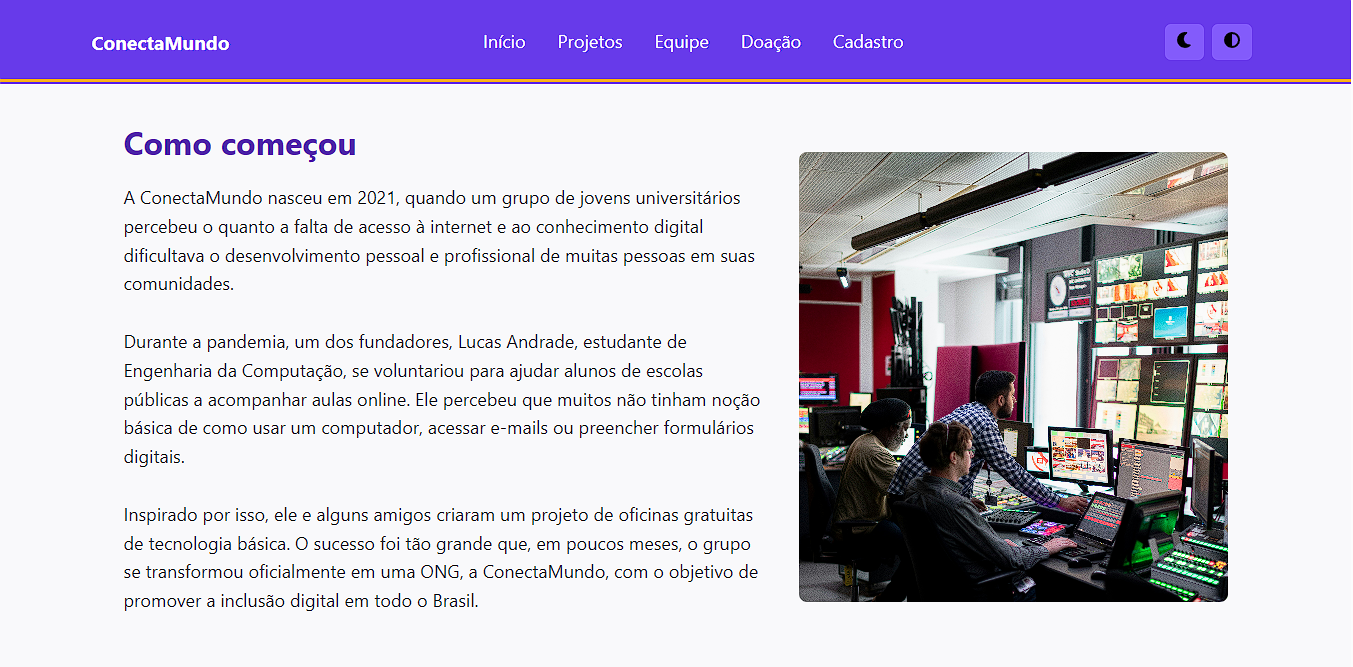 ConectaMundo
Início
Projetos
Equipe
Doação
Cadastro
Como começou
A ConectaMundo nasceu em 2021, quando um grupo de jovens universitários
percebeu o quanto a falta de acesso à internet e ao conhecimento digital
dificultava o desenvolvimento pessoal e profissional de muitas pessoas em suas
comunidades.
Durante a pandemia, um dos fundadores, Lucas Andrade, estudante de
Engenharia da Computação, se voluntariou para ajudar alunos de escolas
públicas a acompanhar aulas online. Ele percebeu que muitos não tinham noção
básica de como usar um computador, acessar e-mails ou preencher formulários
digitais.
Inspirado por isso, ele e alguns amigos criaram um projeto de oficinas gratuitas
de tecnologia básica. O sucesso foi tão grande que, em poucos meses, o grupo
se transformou oficialmente em uma ONG, a ConectaMundo, com o objetivo de
promover a inclusão digital em todo o Brasil.